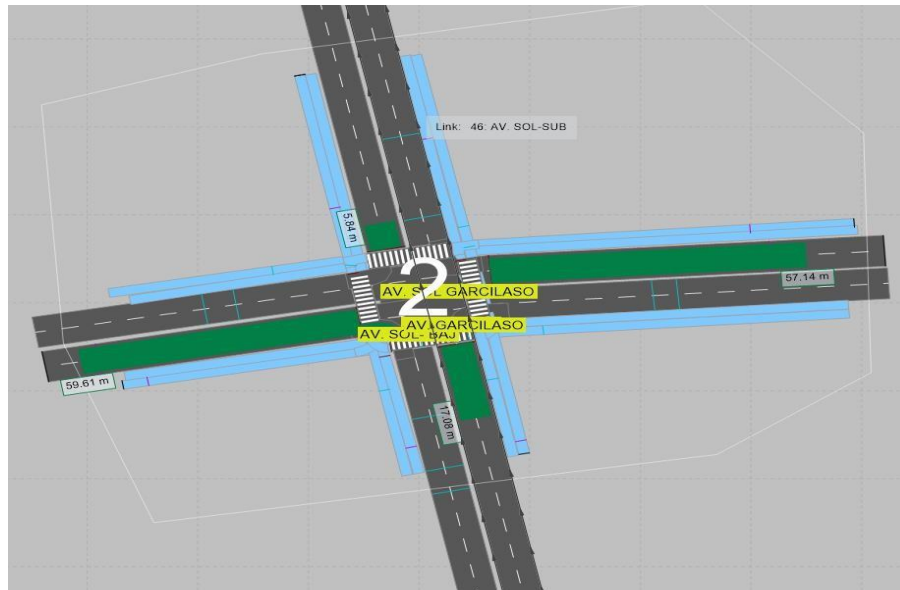 Link: 46: AV. SOL-SUB
5.84 m
57.14 m
2
AV. SOL GARCILASO
AV. GARCILASO
AV. SOL- BAJ
59.61 m
17.08 m